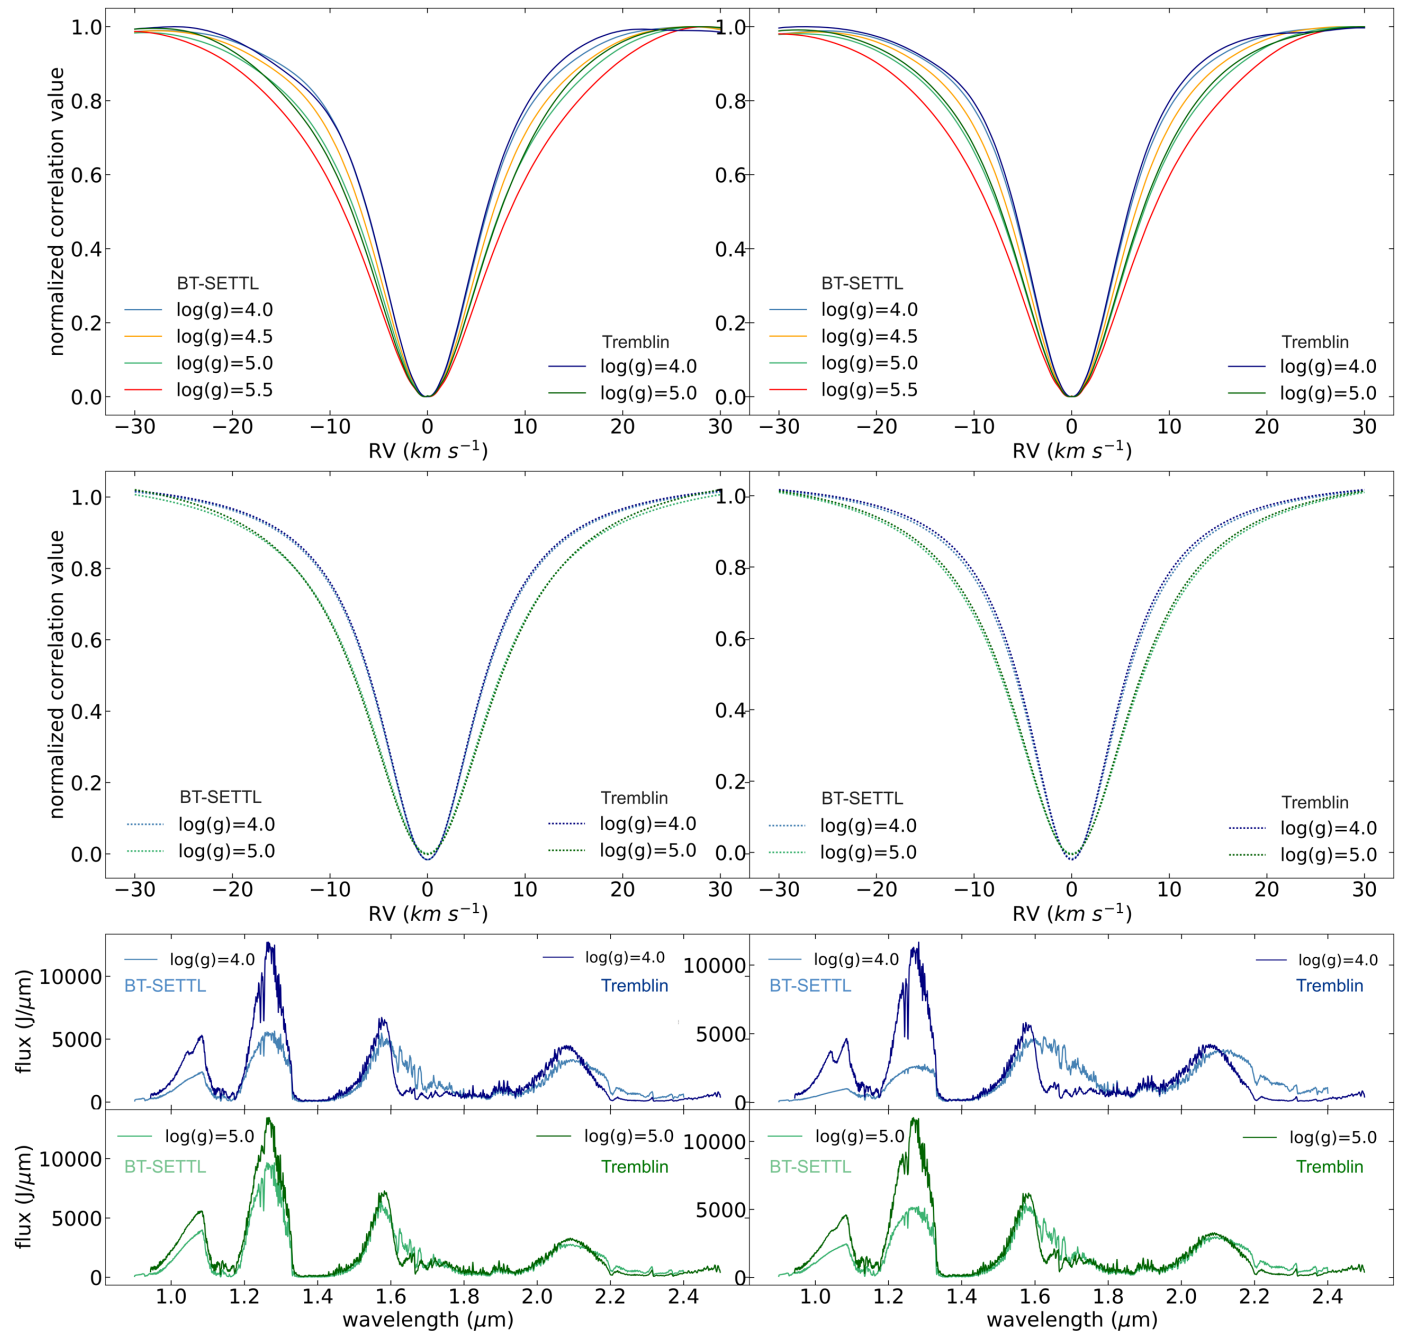 normalized correlation value
1.0
0.8
0.6
0.4
0.2
0.0
BT-SETTL
log(g)=4.0
log(g)=4.5
log(g)=5.0
log(g)=5.5
Tremblin
log(g)=4.0
log(g)=5.0
−30 −20 −10 0 10 20 30
RV (km s⁻¹)
1.0
0.8
0.6
0.4
0.2
0.0
BT-SETTL
log(g)=4.0
log(g)=4.5
log(g)=5.0
log(g)=5.5
Tremblin
log(g)=4.0
log(g)=5.0
−30 −20 −10 0 10 20 30
RV (km s⁻¹)
normalized correlation value
1.0
0.8
0.6
0.4
0.2
0.0
BT-SETTL
log(g)=4.0
log(g)=5.0
Tremblin
log(g)=4.0
log(g)=5.0
−30 −20 −10 0 10 20 30
RV (km s⁻¹)
1.0
0.8
0.6
0.4
0.2
0.0
BT-SETTL
log(g)=4.0
log(g)=5.0
Tremblin
log(g)=4.0
log(g)=5.0
−30 −20 −10 0 10 20 30
RV (km s⁻¹)
flux (J/μm)
10000
5000
0
log(g)=4.0
BT-SETTL
log(g)=4.0
Tremblin
10000
5000
0
log(g)=4.0
BT-SETTL
log(g)=4.0
Tremblin
flux (J/μm)
10000
5000
0
log(g)=5.0
BT-SETTL
log(g)=5.0
Tremblin
1.0 1.2 1.4 1.6 1.8 2.0 2.2 2.4
wavelength (μm)
10000
5000
0
log(g)=5.0
BT-SETTL
log(g)=5.0
Tremblin
1.0 1.2 1.4 1.6 1.8 2.0 2.2 2.4
wavelength (μm)